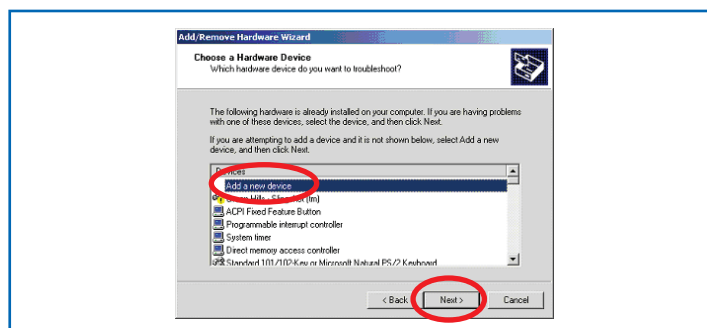 Add/Remove Hardware Wizard
Choose a Hardware Device
Which hardware device do you want to troubleshoot?
The following hardware is already installed on your computer. If you are having problems
with one of these devices, select the device, and then click Next.
If you are attempting to add a device and it is not shown below, select Add a new
device, and then click Next.
Devices
Add a new device
Hills
ACPI Fixed Feature Button
Programmable interrupt controller
System timer
Direct memory access controller
Standard 101/102-Key or Microsoft Natural PS/2 Keyboard
< Back
Next >
Cancel